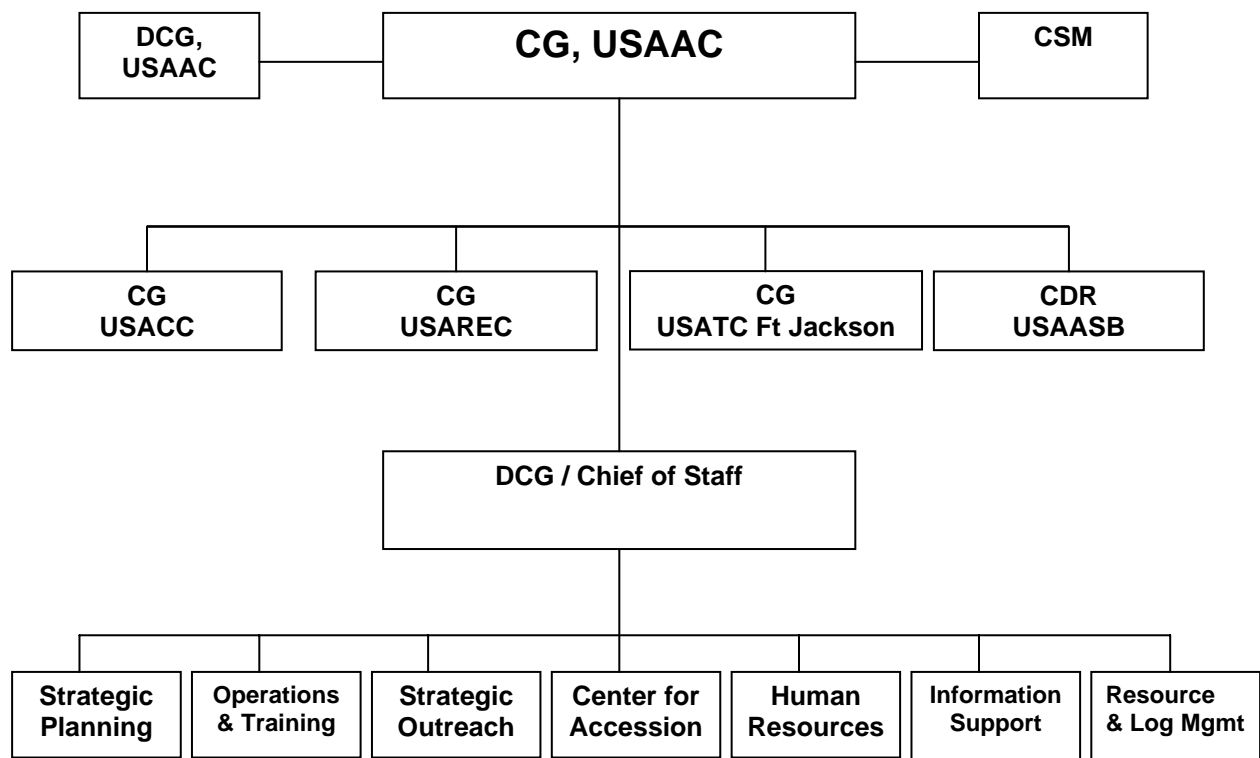 DCG,
USAAC
CG, USAAC
CSM
CG
USACC
CG
USAREC
CG
USATC Ft Jackson
CDR
USAASB
DCG / Chief of Staff
Strategic
Planning
Operations
& Training
Strategic
Outreach
Center for
Accession
Human
Resources
Information
Support
Resource
& Log Mgmt